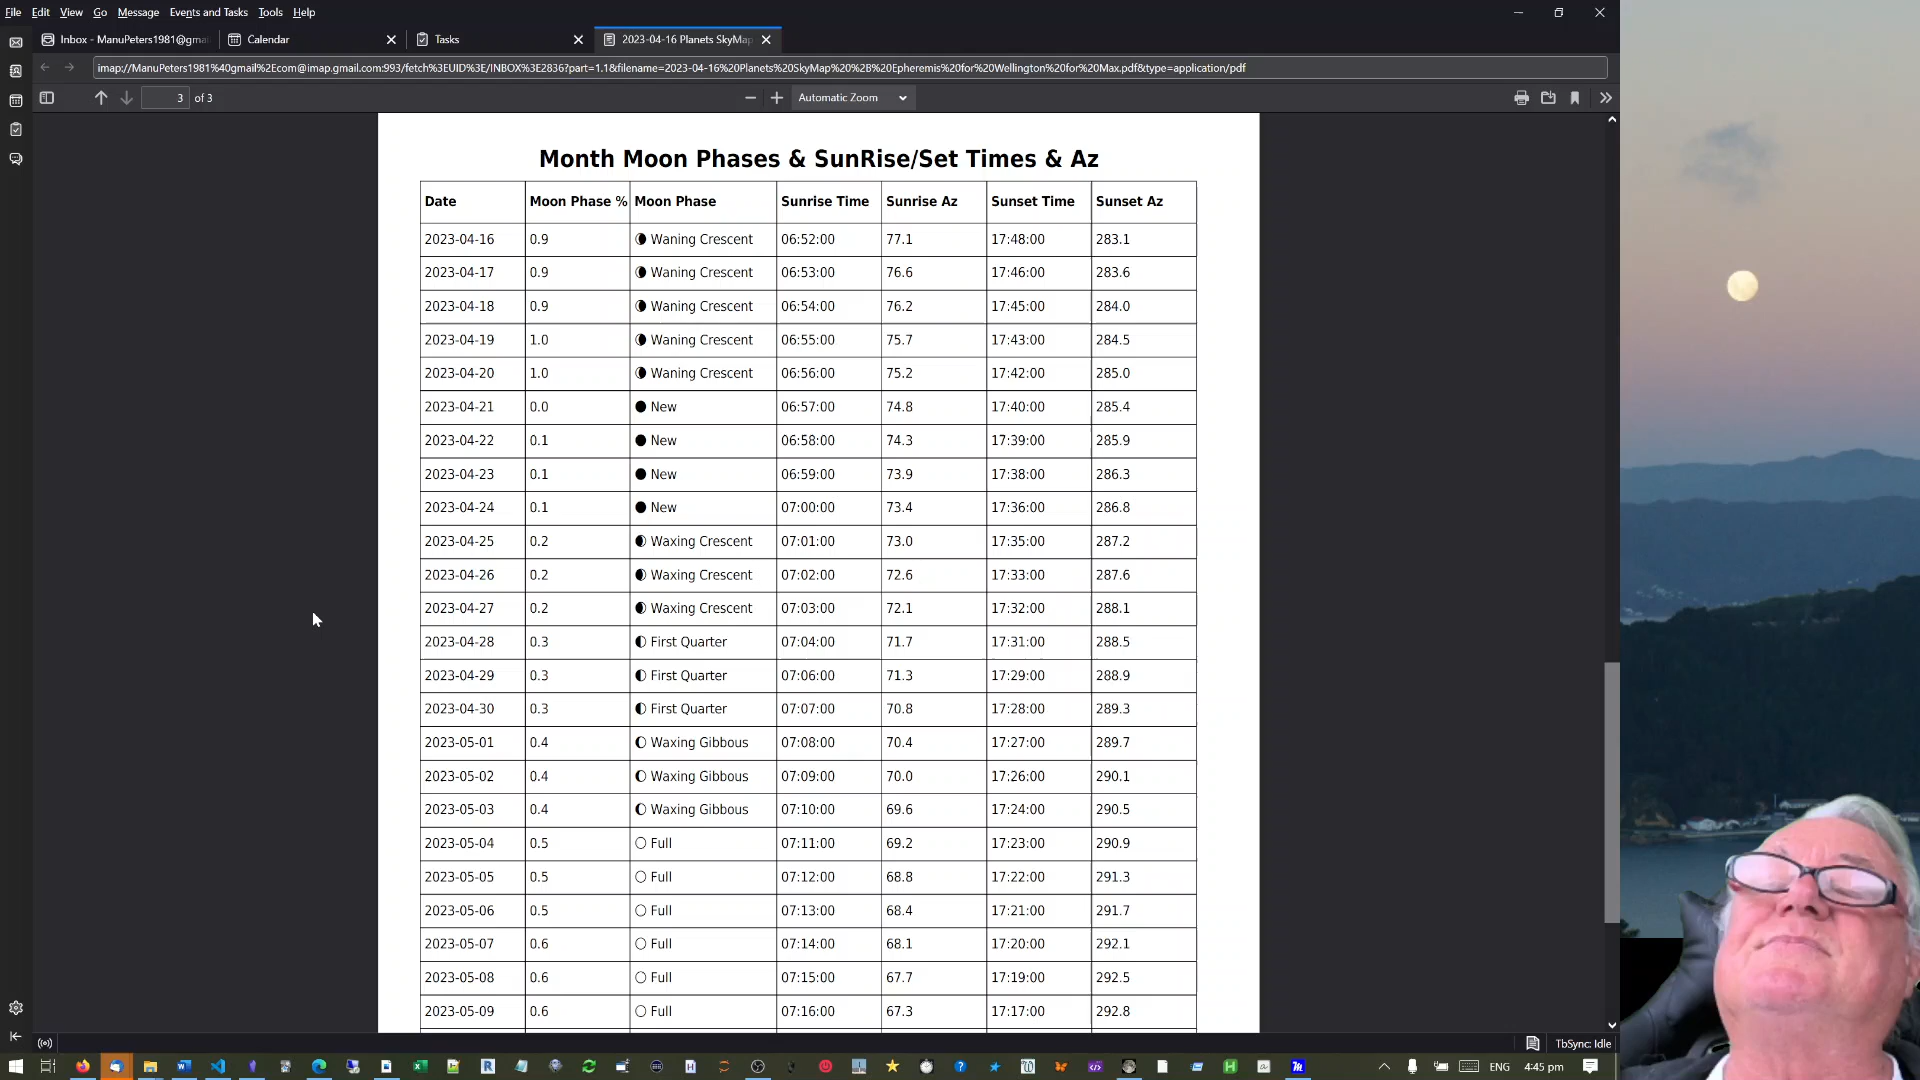 File Edit View Go Message Events and Tasks Tools Help
Inbox - ManuPeters1981@gma Calendar Tasks 2023-04-16 Planets SkyMap
imap://ManuPeters1981%40gmail%2Ecom@imap.gmail.com:993/fetch%3EUID%3E/INBOX%3E2836?part=1.1&filename=2023-04-16%20Planets%20SkyMap%20%2B%20Epheremis%20for%20Wellington%20for%20Max.pdf&type=application/pdf
3 of 3 Automatic Zoom
Month Moon Phases & SunRise/Set Times & Az
Date Moon Phase % Moon Phase Sunrise Time Sunrise Az Sunset Time Sunset Az
2023-04-16 0.9 Waning Crescent 06:52:00 77.1 17:48:00 283.1
2023-04-17 0.9 Waning Crescent 06:53:00 76.6 17:46:00 283.6
2023-04-18 0.9 Waning Crescent 06:54:00 76.2 17:45:00 284.0
2023-04-19 1.0 Waning Crescent 06:55:00 75.7 17:43:00 284.5
2023-04-20 1.0 Waning Crescent 06:56:00 75.2 17:42:00 285.0
2023-04-21 0.0 New 06:57:00 74.8 17:40:00 285.4
2023-04-22 0.1 New 06:58:00 74.3 17:39:00 285.9
2023-04-23 0.1 New 06:59:00 73.9 17:38:00 286.3
2023-04-24 0.1 New 07:00:00 73.4 17:36:00 286.8
2023-04-25 0.2 Waxing Crescent 07:01:00 73.0 17:35:00 287.2
2023-04-26 0.2 Waxing Crescent 07:02:00 72.6 17:33:00 287.6
2023-04-27 0.2 Waxing Crescent 07:03:00 72.1 17:32:00 288.1
2023-04-28 0.3 First Quarter 07:04:00 71.7 17:31:00 288.5
2023-04-29 0.3 First Quarter 07:06:00 71.3 17:29:00 288.9
2023-04-30 0.3 First Quarter 07:07:00 70.8 17:28:00 289.3
2023-05-01 0.4 Waxing Gibbous 07:08:00 70.4 17:27:00 289.7
2023-05-02 0.4 Waxing Gibbous 07:09:00 70.0 17:26:00 290.1
2023-05-03 0.4 Waxing Gibbous 07:10:00 69.6 17:24:00 290.5
2023-05-04 0.5 Full 07:11:00 69.2 17:23:00 290.9
2023-05-05 0.5 Full 07:12:00 68.8 17:22:00 291.3
2023-05-06 0.5 Full 07:13:00 68.4 17:21:00 291.7
2023-05-07 0.6 Full 07:14:00 68.1 17:20:00 292.1
2023-05-08 0.6 Full 07:15:00 67.7 17:19:00 292.5
2023-05-09 0.6 Full 07:16:00 67.3 17:17:00 292.8
TbSync: Idle
ENG 4:45 pm